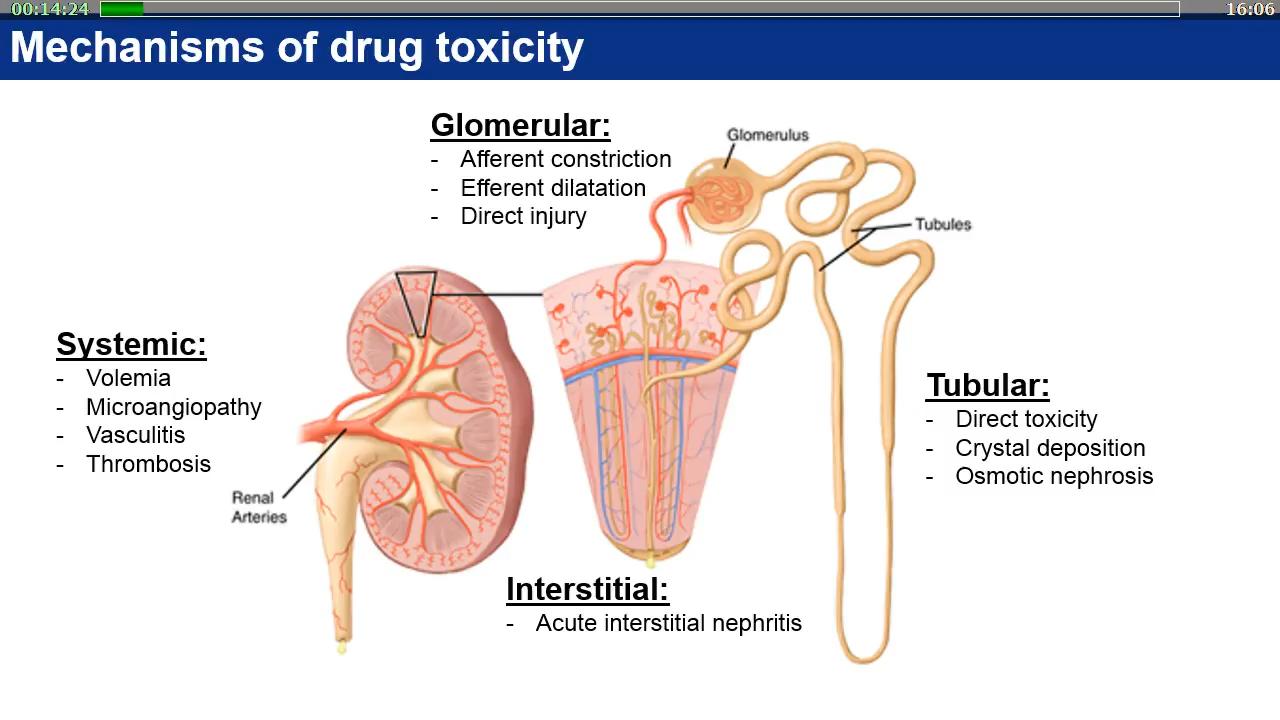 00:14:24
16:06
Mechanisms of drug toxicity
Glomerular:
- Afferent constriction
- Efferent dilatation
- Direct injury
Glomerulus
Tubules
Systemic:
- Volemia
- Microangiopathy
- Vasculitis
- Thrombosis
Renal
Arteries
Tubular:
- Direct toxicity
- Crystal deposition
- Osmotic nephrosis
Interstitial:
- Acute interstitial nephritis